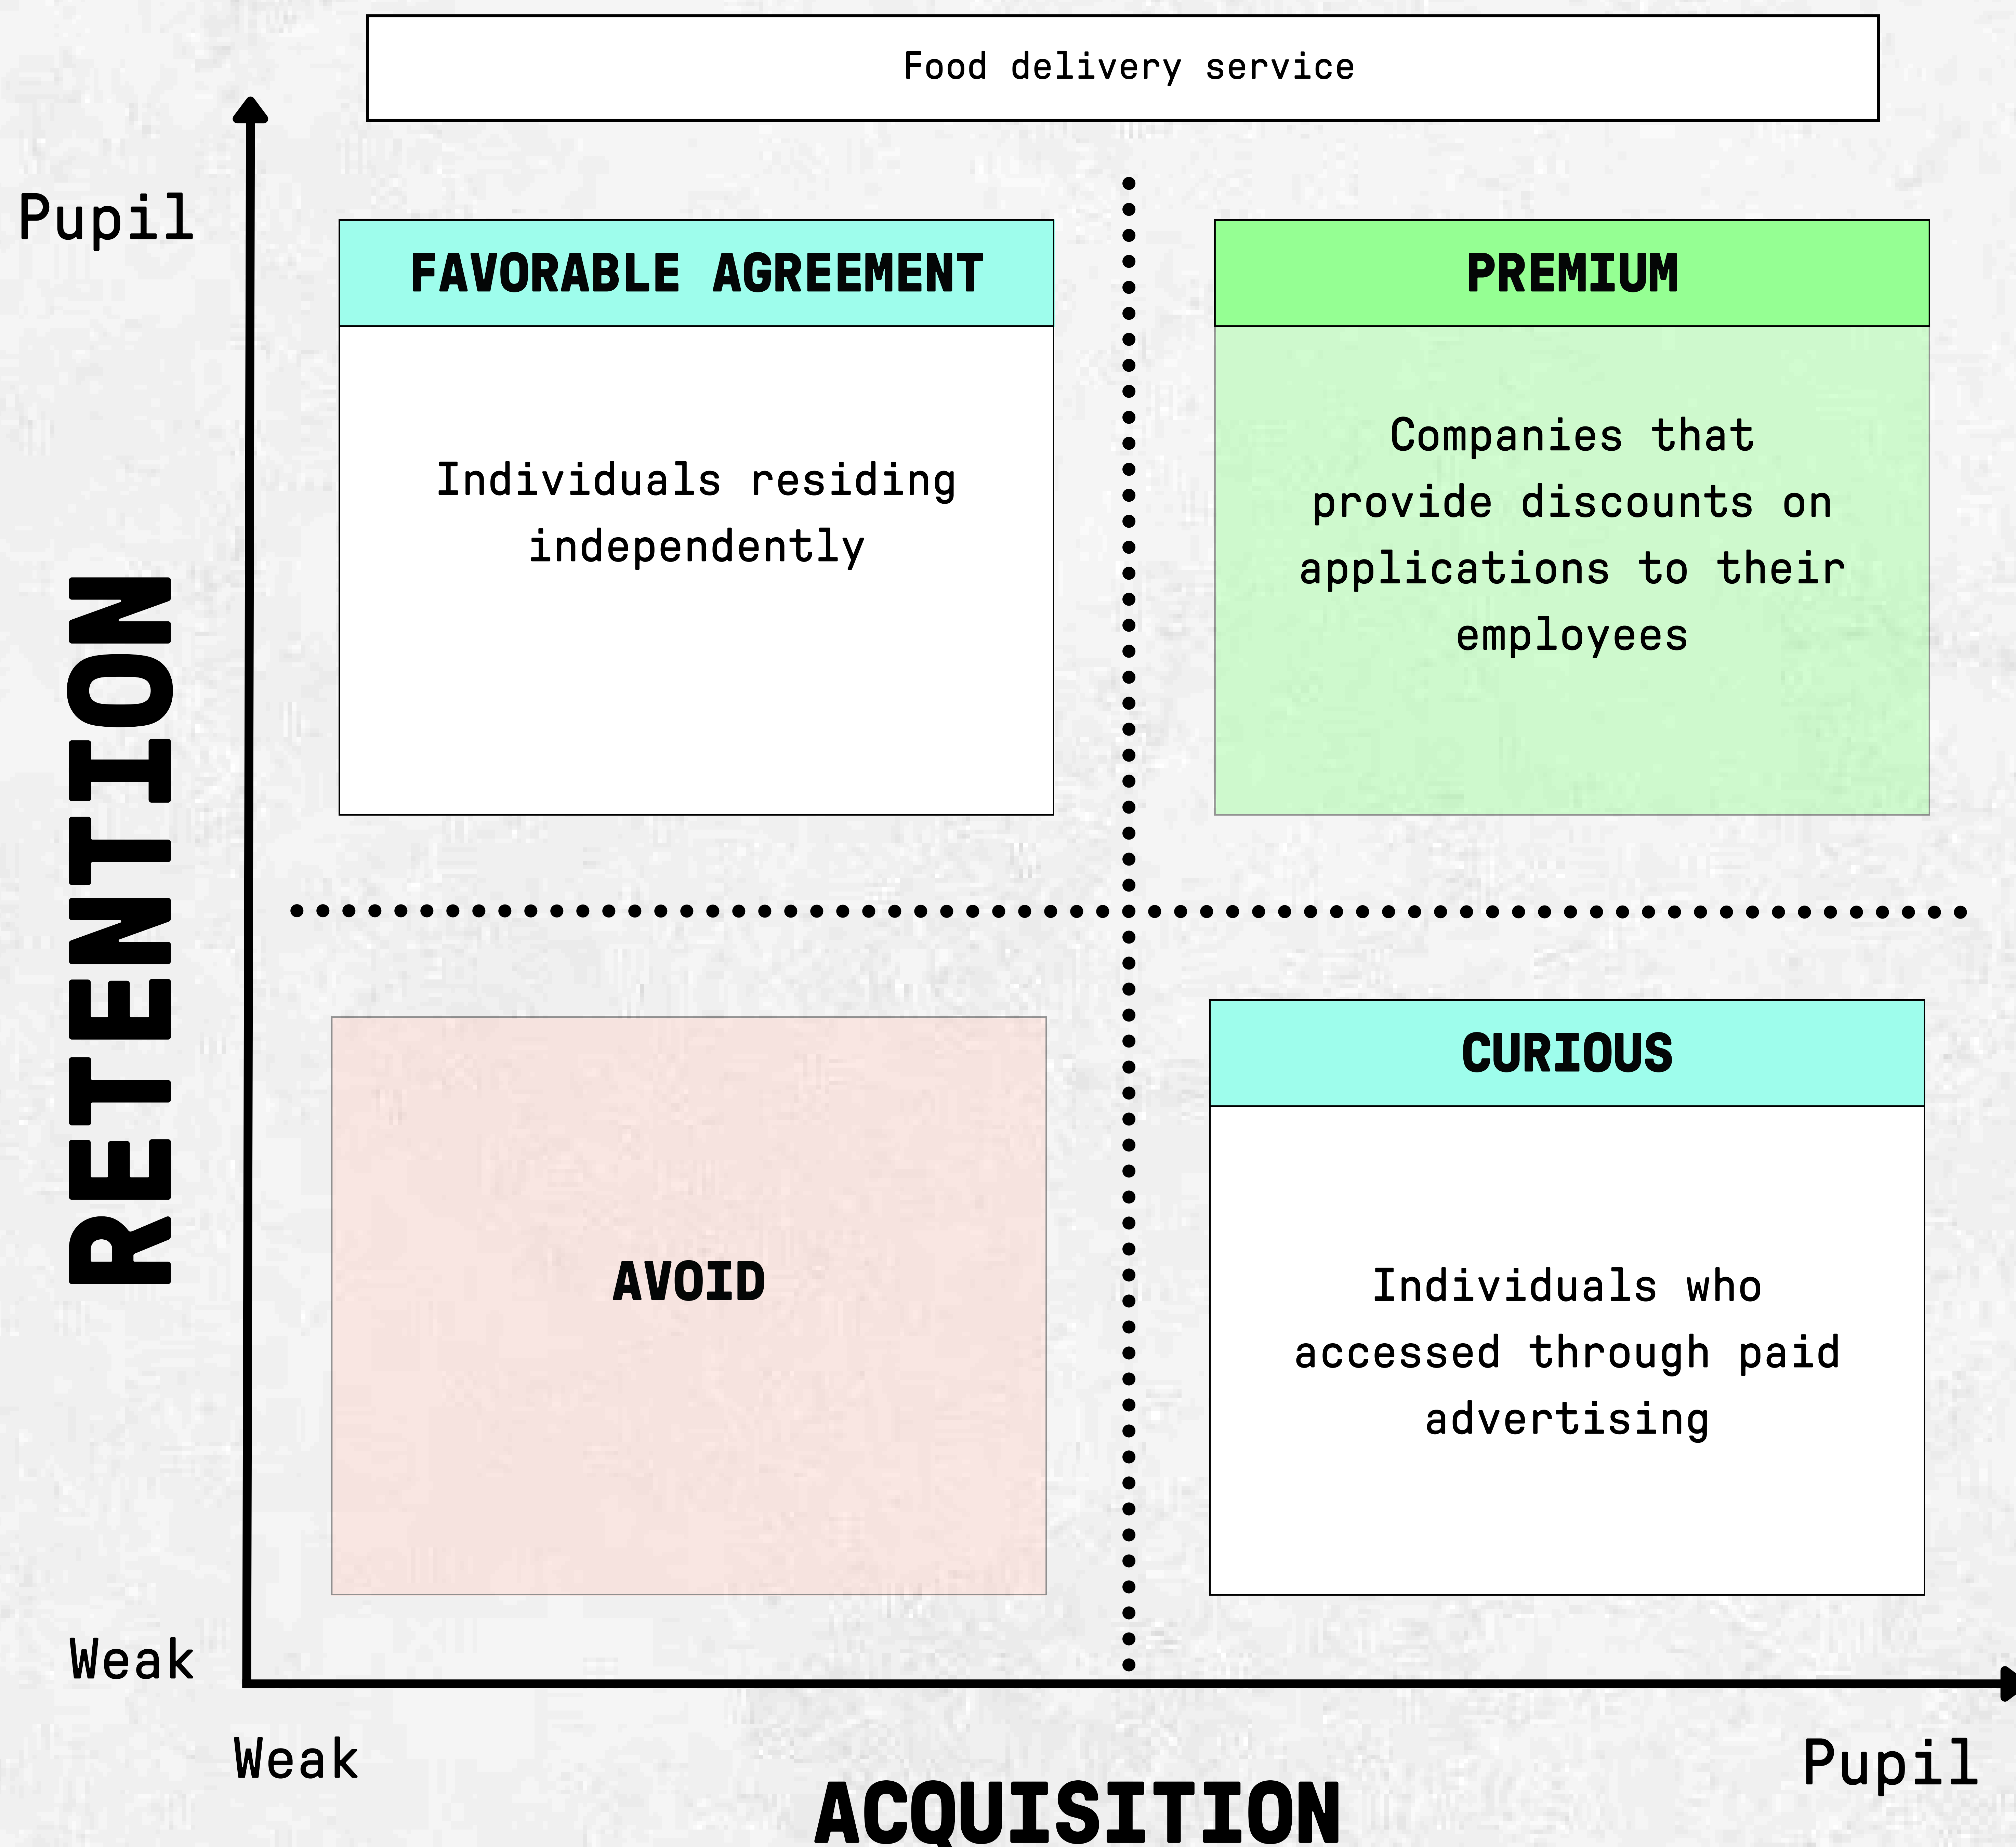 Food delivery service
Pupil
FAVORABLE AGREEMENT
PREMIUM
Individuals residing
independently
Companies that
provide discounts on
applications to their
employees
RETENTION
AVOID
CURIOUS
Individuals who
accessed through paid
advertising
Weak
Weak
Pupil
ACQUISITION